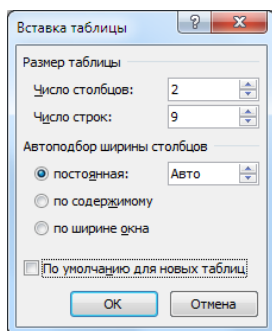 Вставка таблицы
Размер таблицы
Число столбцов: 2
Число строк: 9
Автоподбор ширины столбцов
постоянная: Авто
по содержимому
по ширине окна
По умолчанию для новых таблиц
ОК Отмена